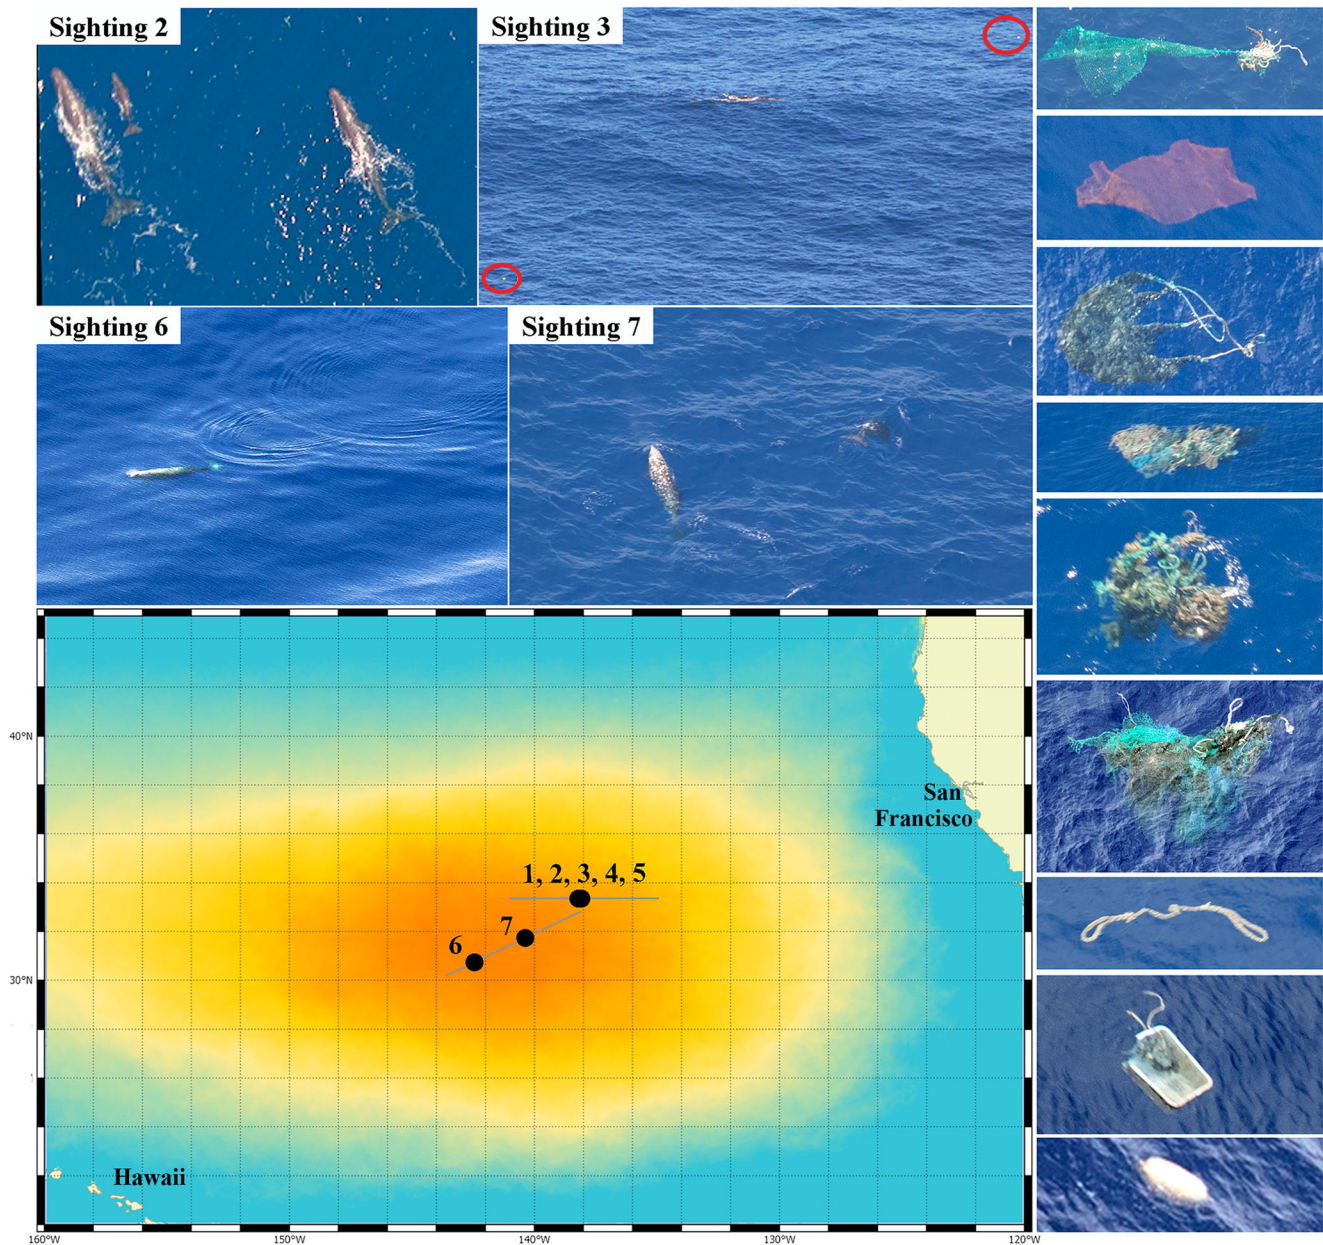 Sighting 2
Sighting 3
Sighting 6
Sighting 7
40°N
San
Francisco
1, 2, 3, 4, 5
7
6
30°N
Hawaii
160°W
150°W
140°W
130°W
120°W